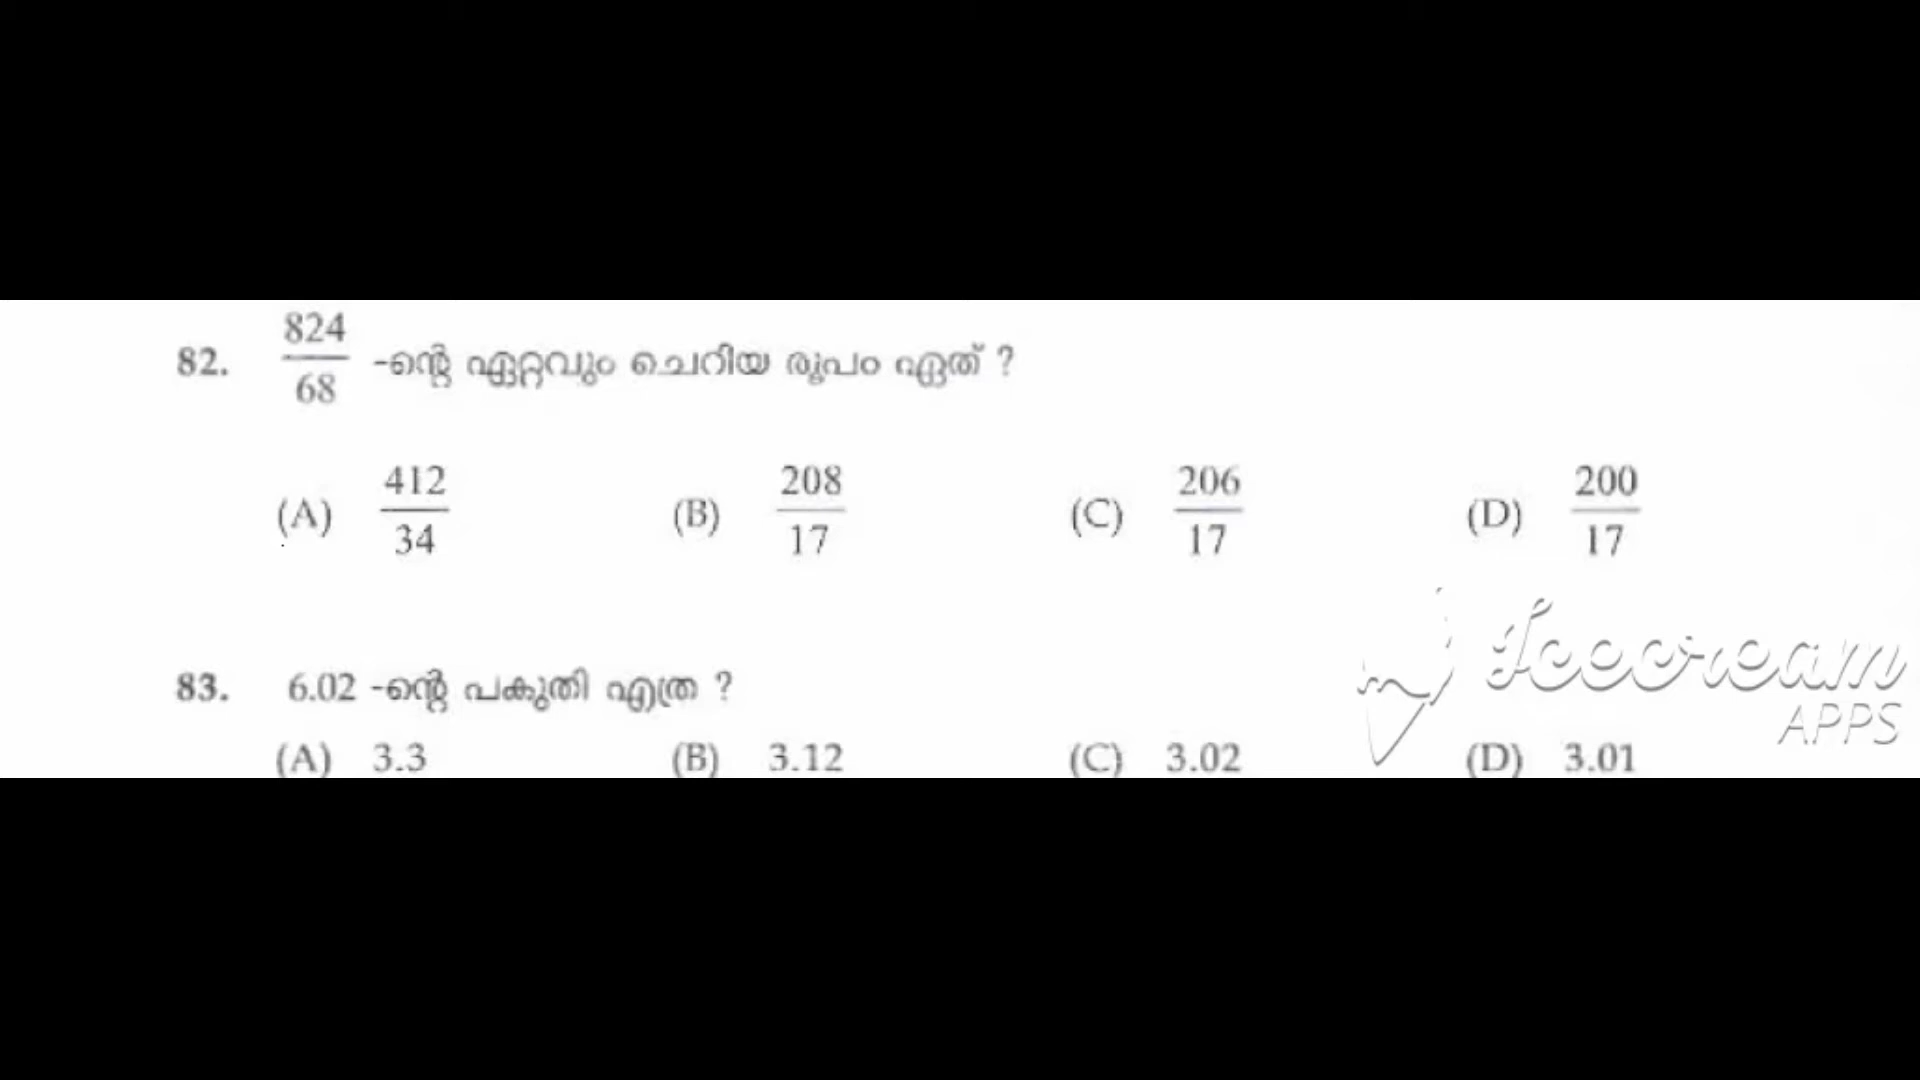 82. 824/68 -ന്റെ ഏറ്റവും ചെറിയ രൂപം ഏത് ?
(A) 412/34 (B) 208/17 (C) 206/17 (D) 200/17
83. 6.02 -ന്റെ പകുതി എത്ര ?
(A) 3.3 (B) 3.12 (C) 3.02 (D) 3.01
Icecream
APPS